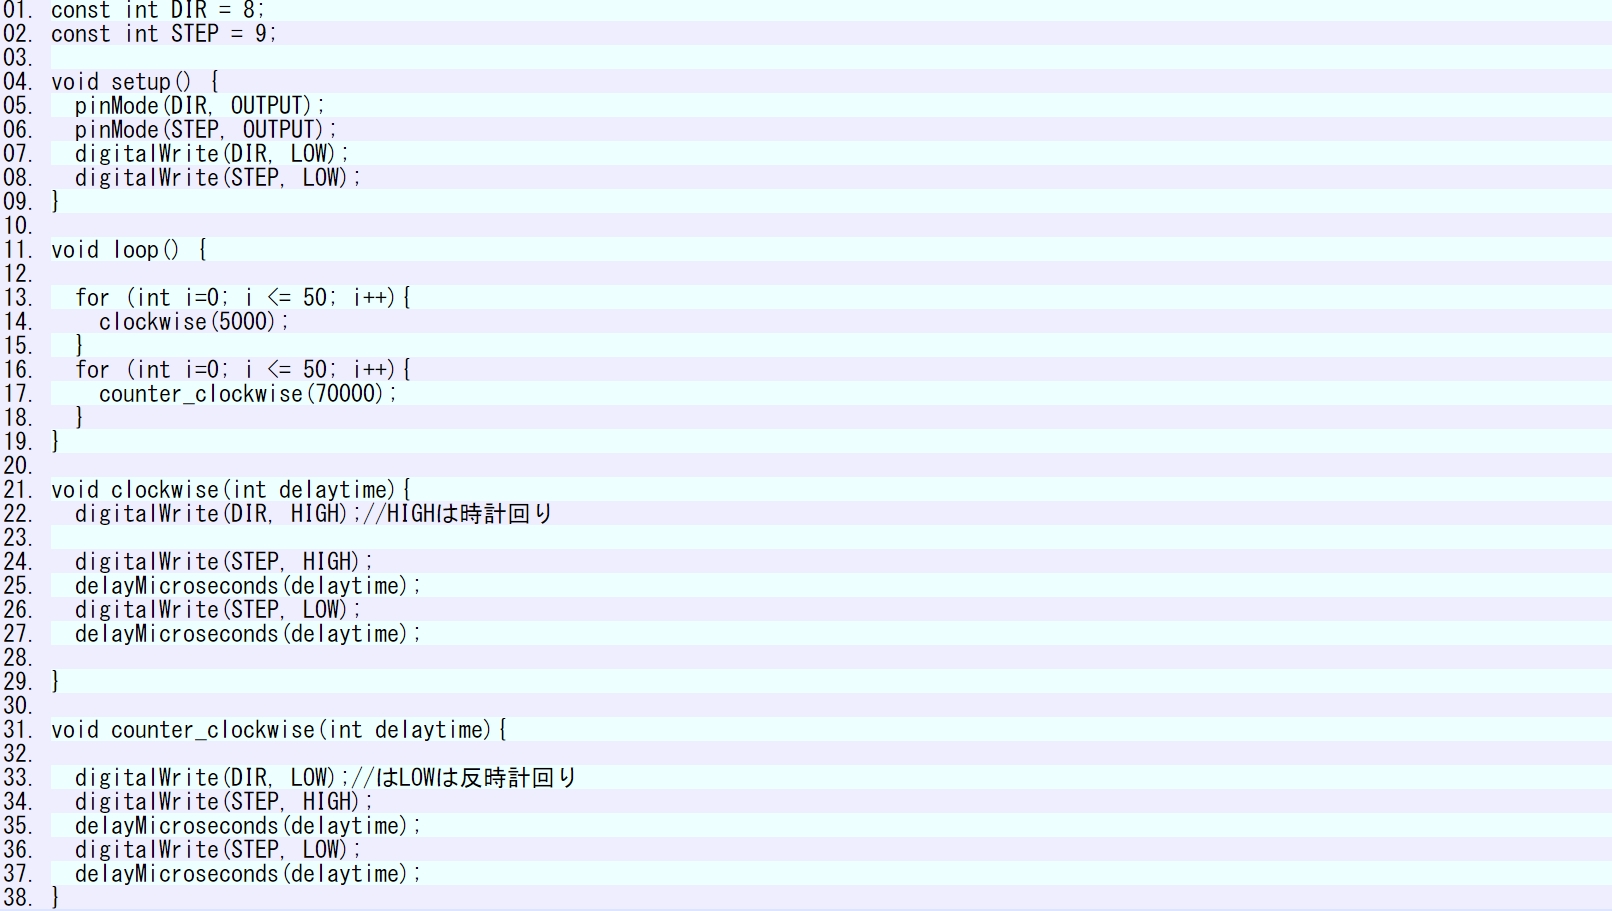 01. const int DIR = 8;
02. const int STEP = 9;
03.
04. void setup() {
05.   pinMode(DIR, OUTPUT);
06.   pinMode(STEP, OUTPUT);
07.   digitalWrite(DIR, LOW);
08.   digitalWrite(STEP, LOW);
09. }
10.
11. void loop() {
12.
13.   for (int i=0; i <= 50; i++){
14.     clockwise(5000);
15.   }
16.   for (int i=0; i <= 50; i++){
17.     counter_clockwise(70000);
18.   }
19. }
20.
21. void clockwise(int delaytime){
22.   digitalWrite(DIR, HIGH);//HIGHは時計回り
23.
24.   digitalWrite(STEP, HIGH);
25.   delayMicroseconds(delaytime);
26.   digitalWrite(STEP, LOW);
27.   delayMicroseconds(delaytime);
28.
29. }
30.
31. void counter_clockwise(int delaytime){
32.
33.   digitalWrite(DIR, LOW);//はLOWは反時計回り
34.   digitalWrite(STEP, HIGH);
35.   delayMicroseconds(delaytime);
36.   digitalWrite(STEP, LOW);
37.   delayMicroseconds(delaytime);
38. }